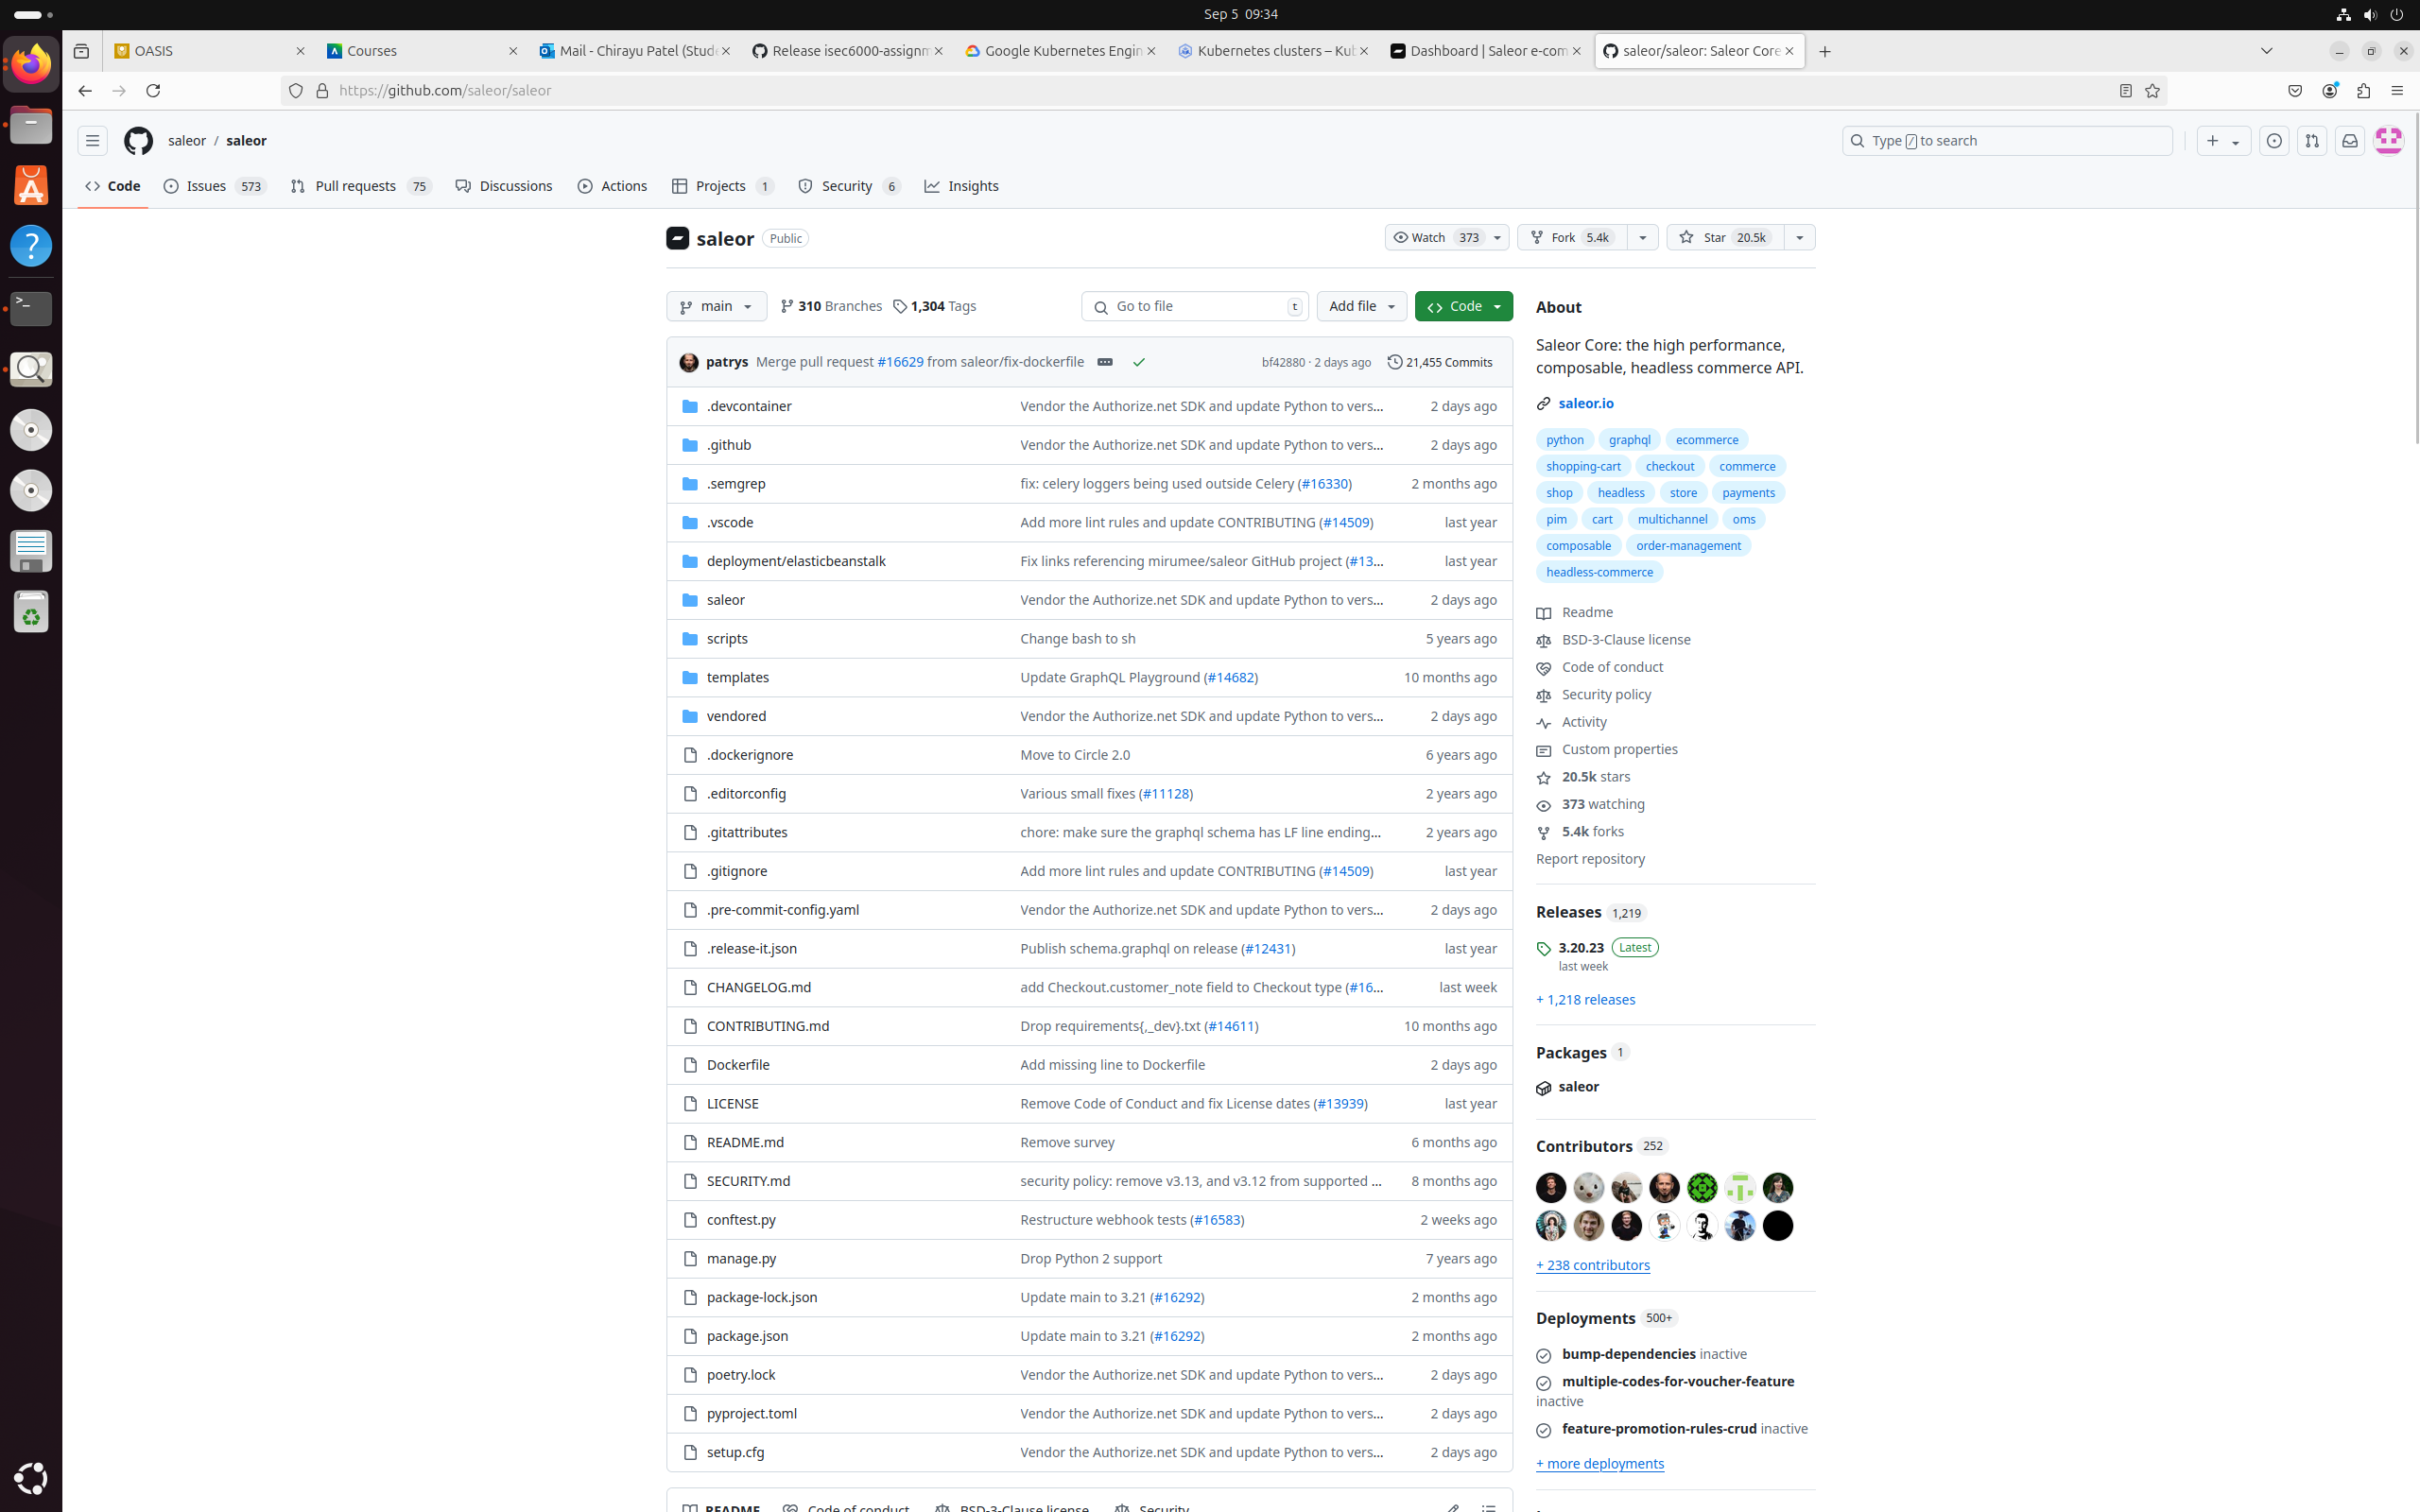 Sep 5 09:34
OASIS
Courses
Mail - Chirayu Patel (Stude
Release isec6000-assignm
Google Kubernetes Engin
Kubernetes clusters – Kub
Dashboard | Saleor e-com
saleor/saleor: Saleor Core
https://github.com/saleor/saleor
saleor / saleor
Type / to search
Code
Issues 573
Pull requests 75
Discussions
Actions
Projects 1
Security 6
Insights
saleor Public
Watch 373
Fork 5.4k
Star 20.5k
main
310 Branches
1,304 Tags
Go to file t
Add file
Code
patrys Merge pull request #16629 from saleor/fix-dockerfile bf42880 · 2 days ago 21,455 Commits
.devcontainer Vendor the Authorize.net SDK and update Python to vers... 2 days ago
.github Vendor the Authorize.net SDK and update Python to vers... 2 days ago
.semgrep fix: celery loggers being used outside Celery (#16330) 2 months ago
.vscode Add more lint rules and update CONTRIBUTING (#14509) last year
deployment/elasticbeanstalk Fix links referencing mirumee/saleor GitHub project (#13... last year
saleor Vendor the Authorize.net SDK and update Python to vers... 2 days ago
scripts Change bash to sh 5 years ago
templates Update GraphQL Playground (#14682) 10 months ago
vendored Vendor the Authorize.net SDK and update Python to vers... 2 days ago
.dockerignore Move to Circle 2.0 6 years ago
.editorconfig Various small fixes (#11128) 2 years ago
.gitattributes chore: make sure the graphql schema has LF line ending... 2 years ago
.gitignore Add more lint rules and update CONTRIBUTING (#14509) last year
.pre-commit-config.yaml Vendor the Authorize.net SDK and update Python to vers... 2 days ago
.release-it.json Publish schema.graphql on release (#12431) last year
CHANGELOG.md add Checkout.customer_note field to Checkout type (#16... last week
CONTRIBUTING.md Drop requirements{,_dev}.txt (#14611) 10 months ago
Dockerfile Add missing line to Dockerfile 2 days ago
LICENSE Remove Code of Conduct and fix License dates (#13939) last year
README.md Remove survey 6 months ago
SECURITY.md security policy: remove v3.13, and v3.12 from supported ... 8 months ago
conftest.py Restructure webhook tests (#16583) 2 weeks ago
manage.py Drop Python 2 support 7 years ago
package-lock.json Update main to 3.21 (#16292) 2 months ago
package.json Update main to 3.21 (#16292) 2 months ago
poetry.lock Vendor the Authorize.net SDK and update Python to vers... 2 days ago
pyproject.toml Vendor the Authorize.net SDK and update Python to vers... 2 days ago
setup.cfg Vendor the Authorize.net SDK and update Python to vers... 2 days ago
README Code of conduct BSD-3-Clause license Security
About
Saleor Core: the high performance,
composable, headless commerce API.
saleor.io
python graphql ecommerce
shopping-cart checkout commerce
shop headless store payments
pim cart multichannel oms
composable order-management
headless-commerce
Readme
BSD-3-Clause license
Code of conduct
Security policy
Activity
Custom properties
20.5k stars
373 watching
5.4k forks
Report repository
Releases 1,219
3.20.23 Latest
last week
+ 1,218 releases
Packages 1
saleor
Contributors 252
+ 238 contributors
Deployments 500+
bump-dependencies inactive
multiple-codes-for-voucher-feature
inactive
feature-promotion-rules-crud inactive
+ more deployments